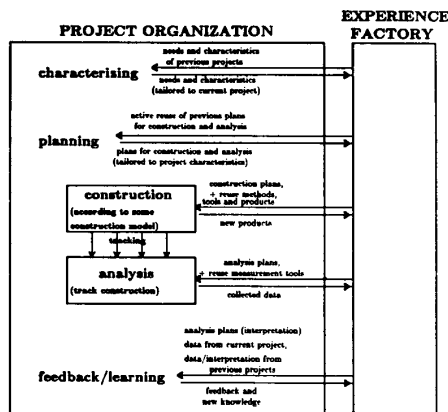 EXPERIENCE
FACTORY
PROJECT ORGANIZATION
needs and characteristics
of previous projects
characterising
needs and characteristics
(tailored to current project)
active reuse of previous plans
for construction and analysis
planning
plans for construction and analysis
(tailored to project characteristics)
construction
(according to some
construction model)
construction plans,
+ reuse methods,
tools and products
new products
tracking
analysis
(track construction)
analysis plans,
+ reuse measurement tools
collected data
analysis plans (interpretation)
data from current project,
data/interpretation from
previous projects
feedback/learning
feedback and
new knowledge